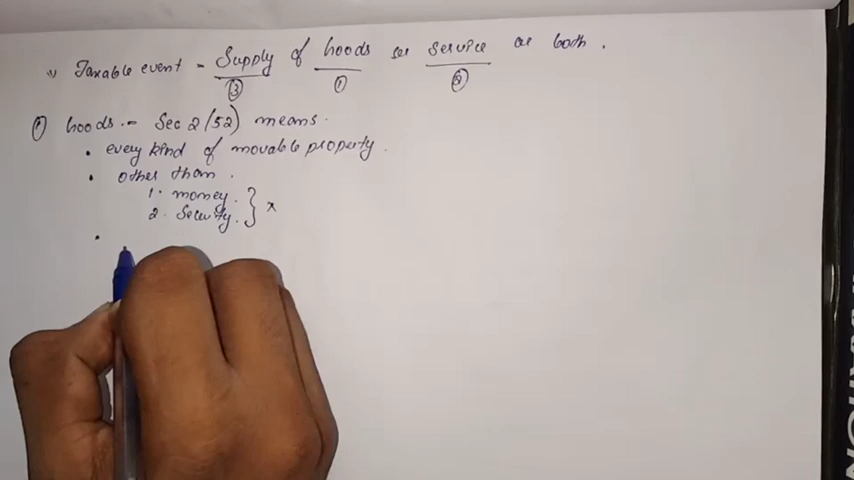 Taxable event - Supply of Goods or service or both.
③ ① ②
① Goods - Sec 2(52) means.
• every kind of movable property.
• other than.
1. money.
2. Security. } x
•